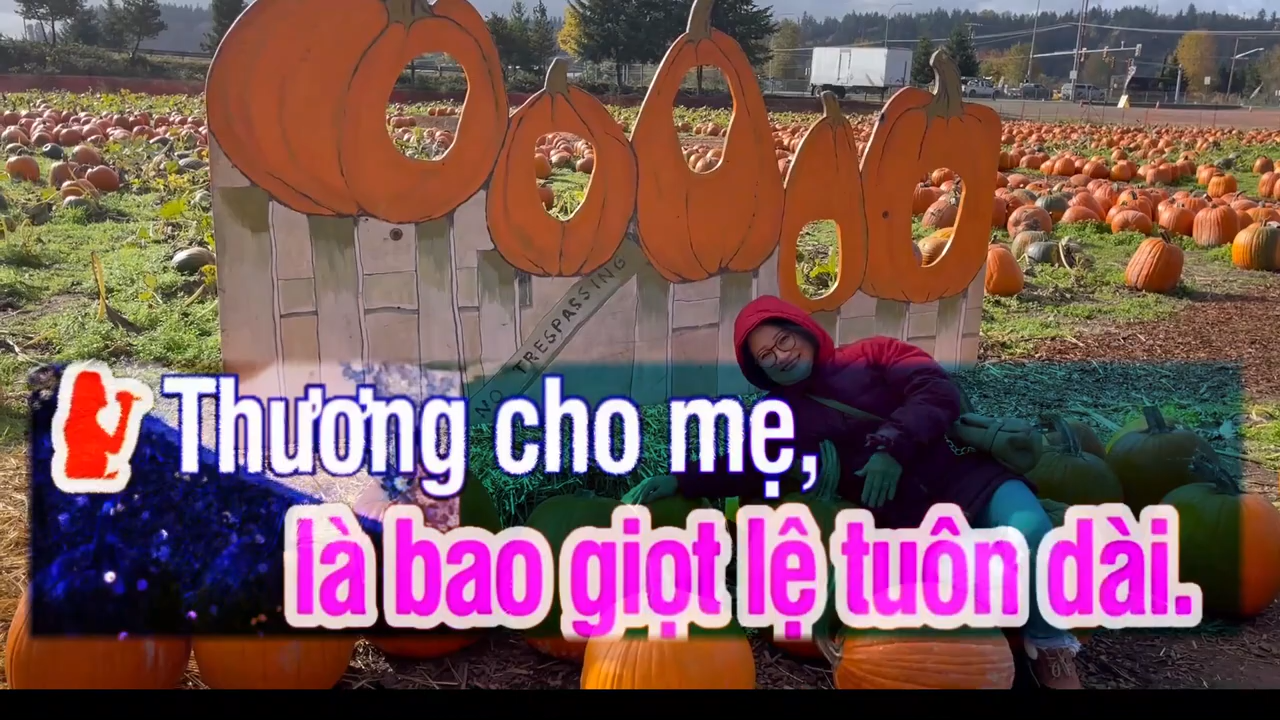 NO TRESPASSING
Thương cho mẹ,
là bao giọt lệ tuôn dài.